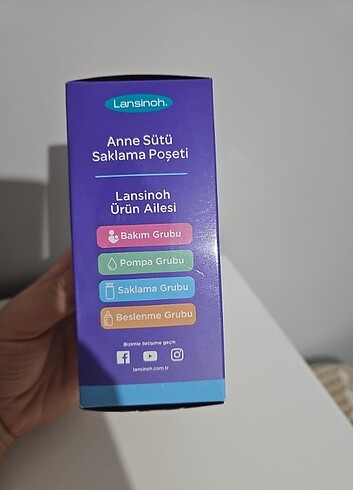 Lansinoh.
Anne Sütü
Saklama Poşeti
Lansinoh
Ürün Ailesi
Bakım Grubu
Pompa Grubu
Saklama Grubu
Beslenme Grubu
Bizimle iletişime geçin
lansinoh.com.tr